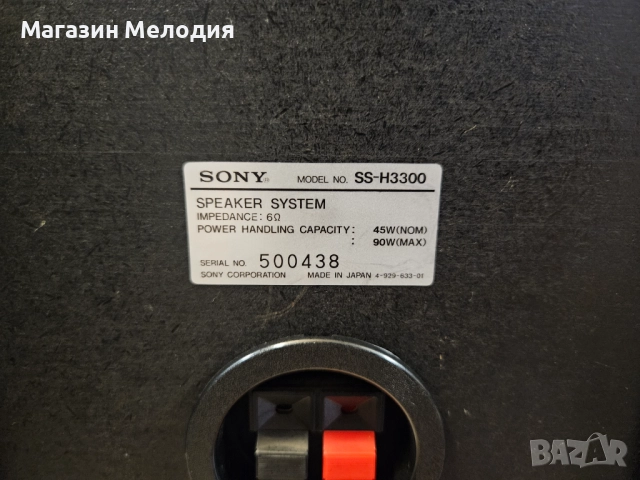 Магазин Мелодия
SONY® MODEL NO. SS-H3300
SPEAKER SYSTEM
IMPEDANCE: 6Ω
POWER HANDLING CAPACITY: 45W(NOM)
: 90W(MAX)
SERIAL NO. 500438
SONY CORPORATION MADE IN JAPAN 4-929-633-01
BAZAR
bg